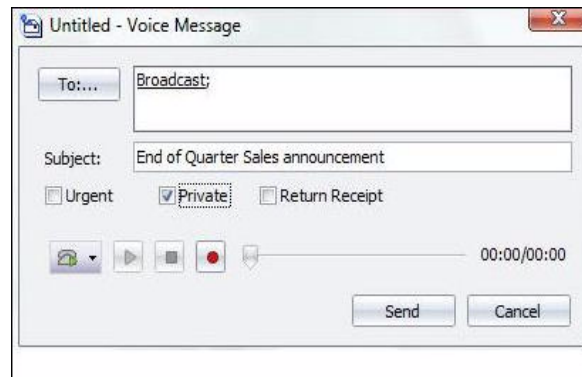 Untitled - Voice Message
To:... Broadcast;
Subject: End of Quarter Sales announcement
Urgent Private Return Receipt
00:00/00:00
Send Cancel